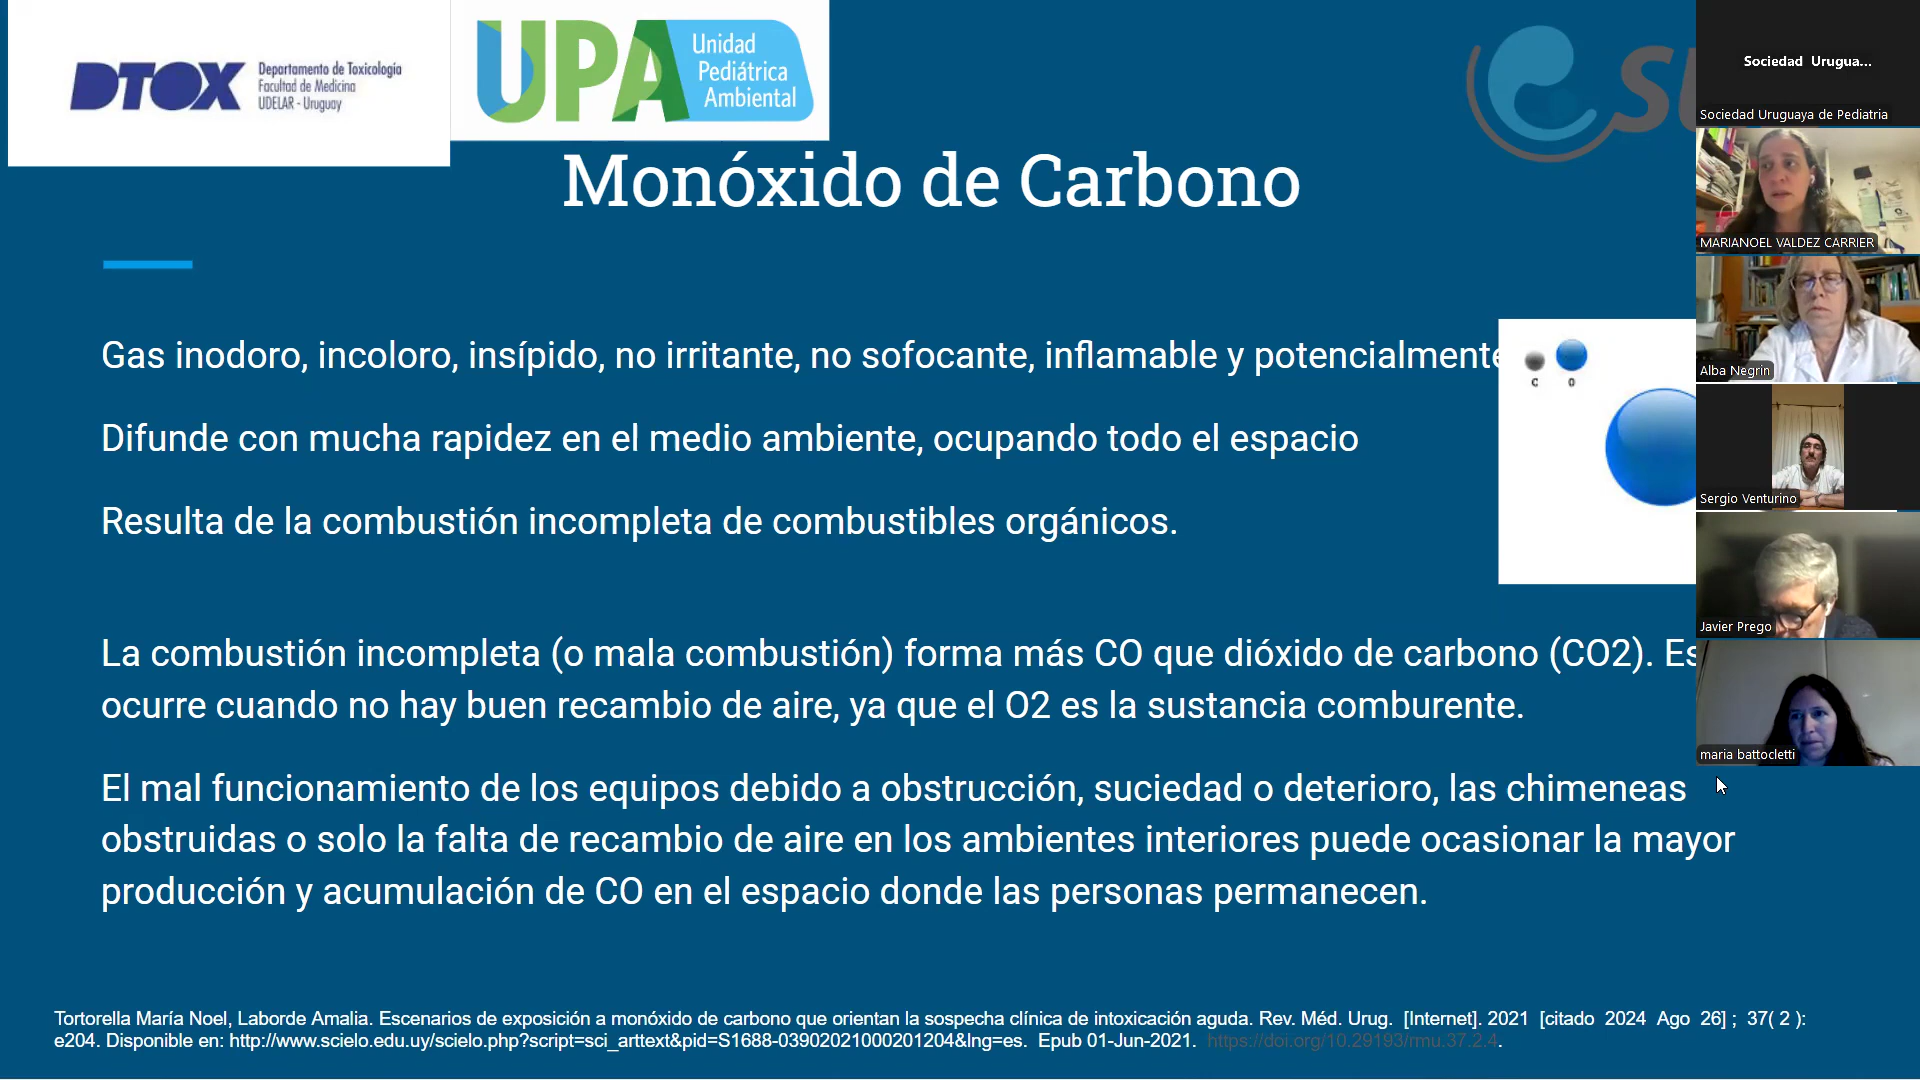 DTOX
Departamento de Toxicología
Facultad de Medicina
UDELAR - Uruguay
UPA
Unidad
Pediátrica
Ambiental
Monóxido de Carbono
Gas inodoro, incoloro, insípido, no irritante, no sofocante, inflamable y potencialmente
Difunde con mucha rapidez en el medio ambiente, ocupando todo el espacio
Resulta de la combustión incompleta de combustibles orgánicos.
C O
La combustión incompleta (o mala combustión) forma más CO que dióxido de carbono (CO2). Es
ocurre cuando no hay buen recambio de aire, ya que el O2 es la sustancia comburente.
El mal funcionamiento de los equipos debido a obstrucción, suciedad o deterioro, las chimeneas
obstruidas o solo la falta de recambio de aire en los ambientes interiores puede ocasionar la mayor
producción y acumulación de CO en el espacio donde las personas permanecen.
Tortorella María Noel, Laborde Amalia. Escenarios de exposición a monóxido de carbono que orientan la sospecha clínica de intoxicación aguda. Rev. Méd. Urug. [Internet]. 2021 [citado 2024 Ago 26] ; 37( 2 ):
e204. Disponible en: http://www.scielo.edu.uy/scielo.php?script=sci_arttext&pid=S1688-03902021000201204&lng=es. Epub 01-Jun-2021. https://doi.org/10.29193/rmu.37.2.4.
Sociedad Urugua...
Sociedad Uruguaya de Pediatria
MARIANOEL VALDEZ CARRIER
Alba Negrin
Sergio Venturino
Javier Prego
maria battocletti